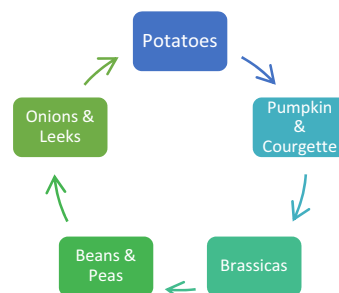 Potatoes
Pumpkin
&
Courgette
Brassicas
Beans &
Peas
Onions &
Leeks